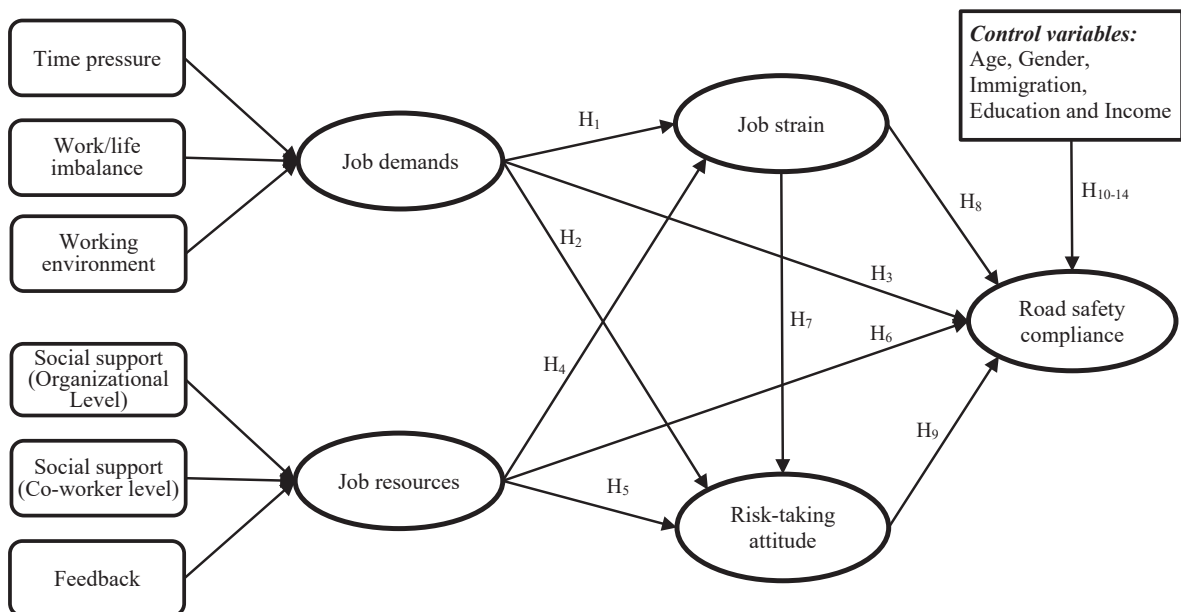 Time pressure
Work/life
imbalance
Working
environment
Social support
(Organizational
Level)
Social support
(Co-worker level)
Feedback
Job demands
Job resources
H1
H2
H3
H4
H5
H6
H7
H8
H9
H10-14
Job strain
Risk-taking
attitude
Control variables:
Age, Gender,
Immigration,
Education and Income
Road safety
compliance